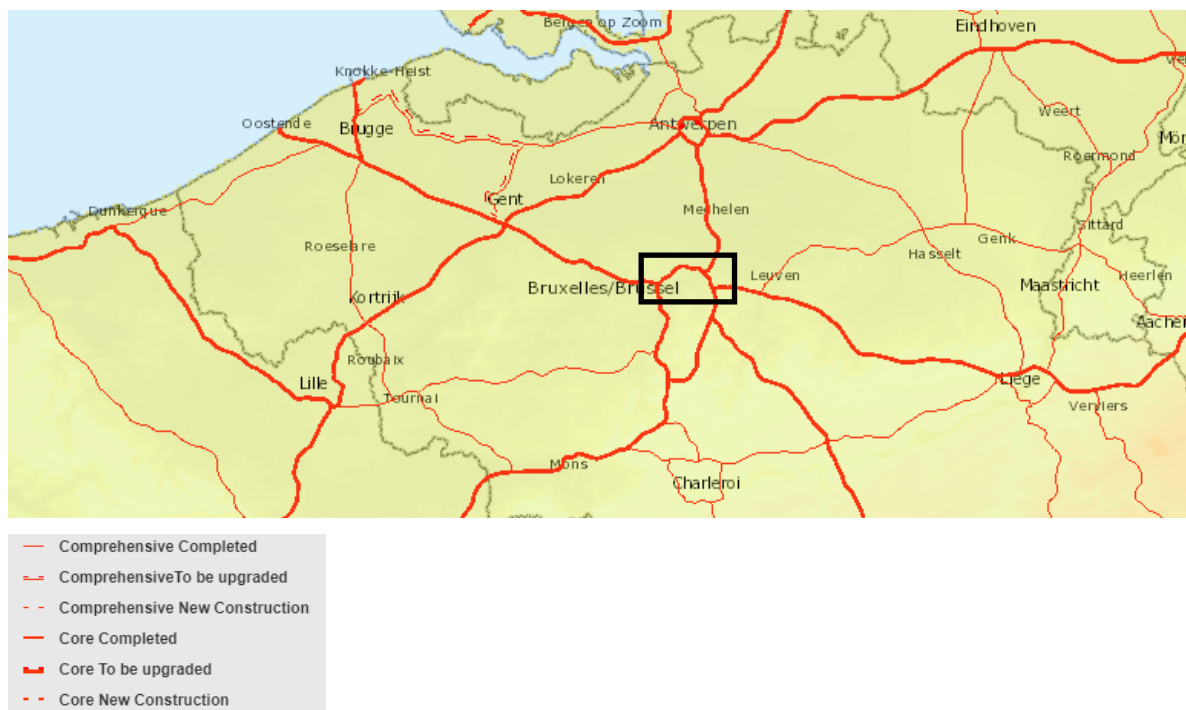 Bergen op Zoom
Eindhoven
Knokke-Heist
Weert
Oostende
Brugge
Antwerpen
Roermond
Lokeren
Gent
Dunkerque
Mechelen
Sittard
Roeselare
Genk
Hasselt
Leuven
Heerlen
Maastricht
Bruxelles/Brussel
Kortrijk
Aachen
Roubaix
Lille
Liège
Tournai
Verviers
Mons
Charleroi
Comprehensive Completed
ComprehensiveTo be upgraded
Comprehensive New Construction
Core Completed
Core To be upgraded
Core New Construction